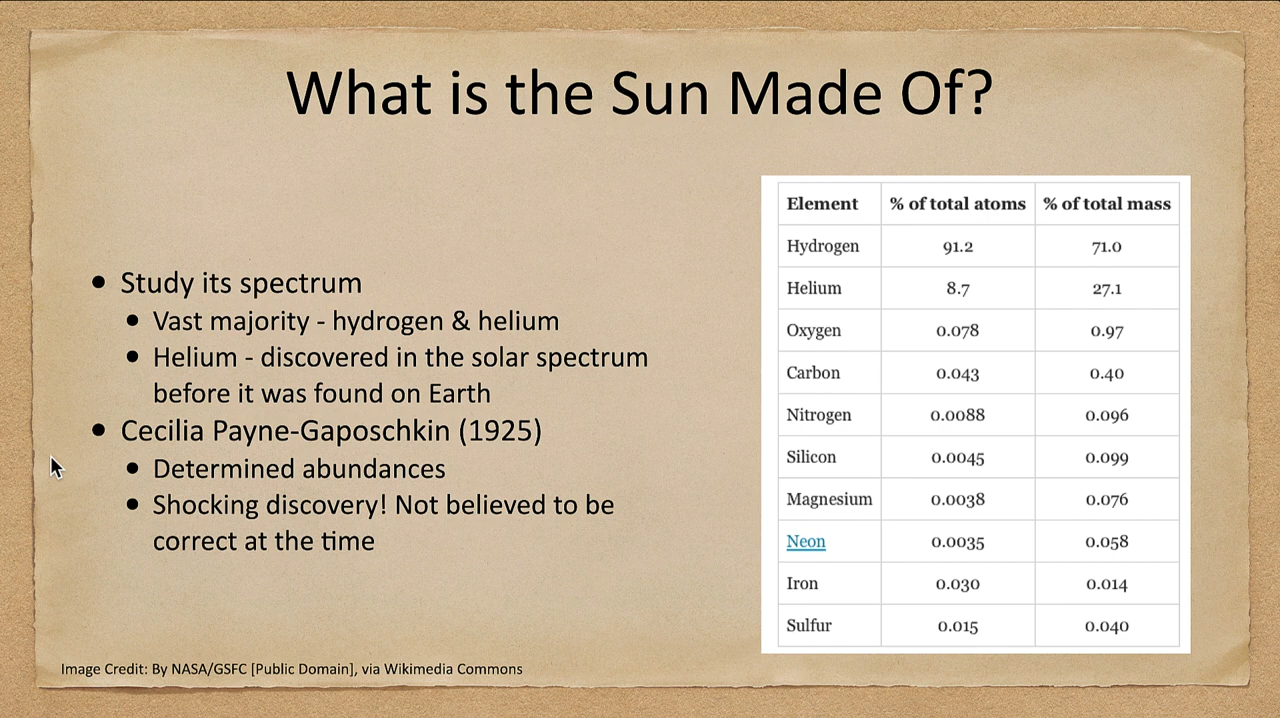 What is the Sun Made Of?
• Study its spectrum
• Vast majority - hydrogen & helium
• Helium - discovered in the solar spectrum
before it was found on Earth
• Cecilia Payne-Gaposchkin (1925)
• Determined abundances
• Shocking discovery! Not believed to be
correct at the time
Element % of total atoms % of total mass
Hydrogen 91.2 71.0
Helium 8.7 27.1
Oxygen 0.078 0.97
Carbon 0.043 0.40
Nitrogen 0.0088 0.096
Silicon 0.0045 0.099
Magnesium 0.0038 0.076
Neon 0.0035 0.058
Iron 0.030 0.014
Sulfur 0.015 0.040
Image Credit: By NASA/GSFC [Public Domain], via Wikimedia Commons